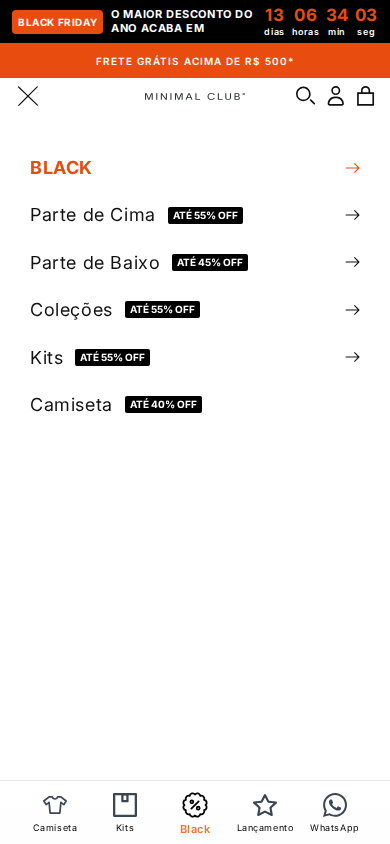 BLACK FRIDAY
O MAIOR DESCONTO DO
ANO ACABA EM
13 06 34 03
dias horas min seg
FRETE GRÁTIS ACIMA DE R$ 500*
MINIMAL CLUB
BLACK
Parte de Cima ATÉ 55% OFF
Parte de Baixo ATÉ 45% OFF
Coleções ATÉ 55% OFF
Kits ATÉ 55% OFF
Camiseta ATÉ 40% OFF
Camiseta Kits Black Lançamento WhatsApp